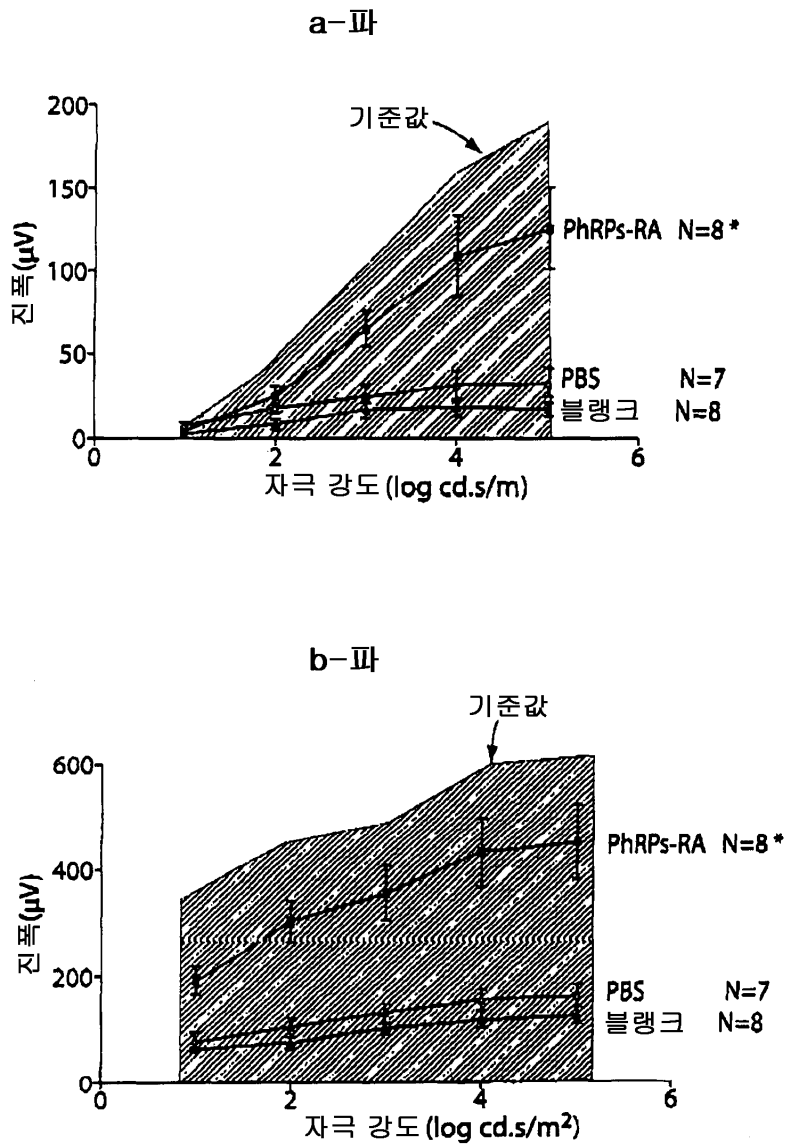 a-파
200
기준값
150
PhRPs-RA N=8*
진폭(μV)
100
50
PBS N=7
블랭크 N=8
0
0 2 4 6
자극 강도(log cd.s/m)
b-파
기준값
600
PhRPs-RA N=8*
400
진폭(μV)
200
PBS N=7
블랭크 N=8
0
0 2 4 6
자극 강도(log cd.s/m²)